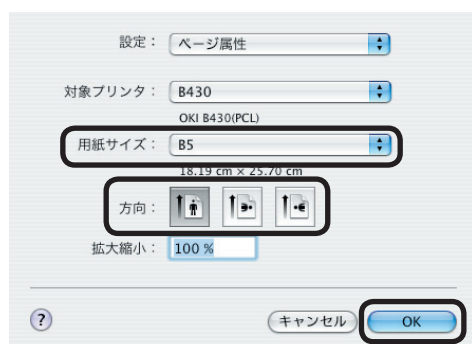 設定： ページ属性
対象プリンタ： B430
OKI B430(PCL)
用紙サイズ： B5
18.19 cm × 25.70 cm
方向：
拡大縮小： 100 %
? キャンセル OK